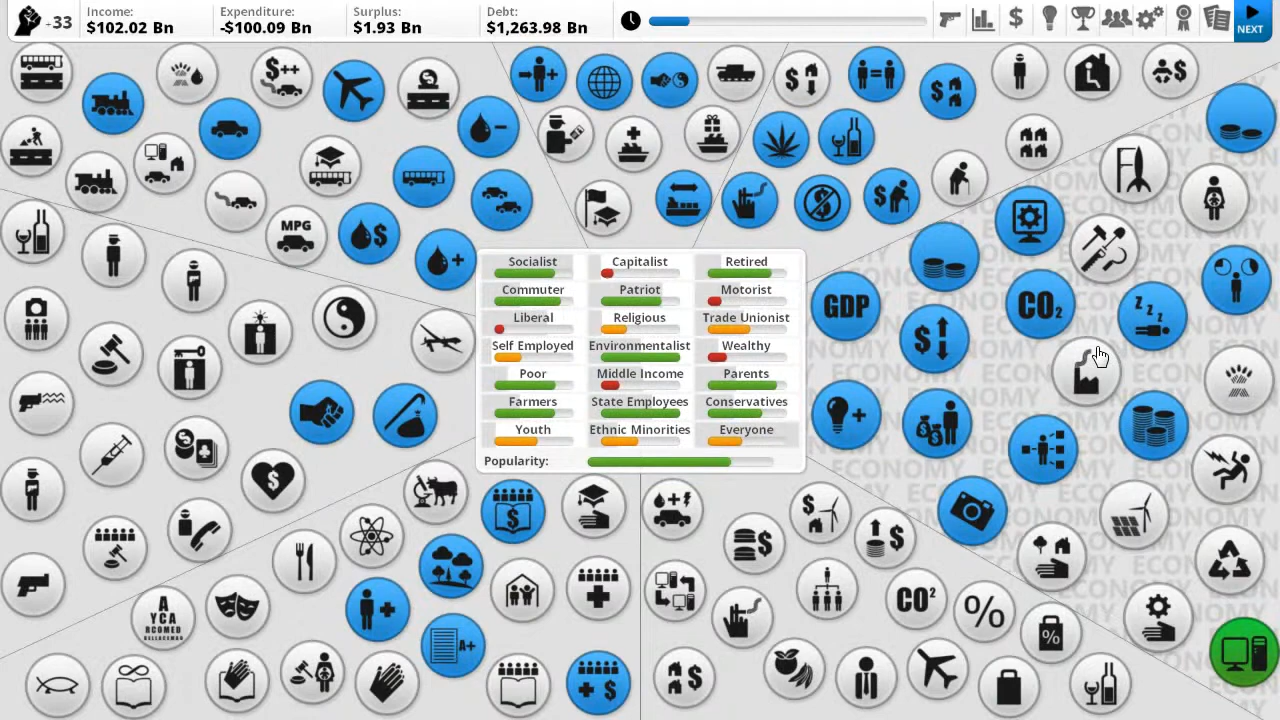 +33
Income:
$102.02 Bn
Expenditure:
-$100.09 Bn
Surplus:
$1.93 Bn
Debt:
$1,263.98 Bn
NEXT
Socialist Capitalist Retired
Commuter Patriot Motorist
Liberal Religious Trade Unionist
Self Employed Environmentalist Wealthy
Poor Middle Income Parents
Farmers State Employees Conservatives
Youth Ethnic Minorities Everyone
Popularity:
MPG
GDP
CO2
CO2
ECONOMY
A+
A
YCA
RCOMED
Z Z Z
$++